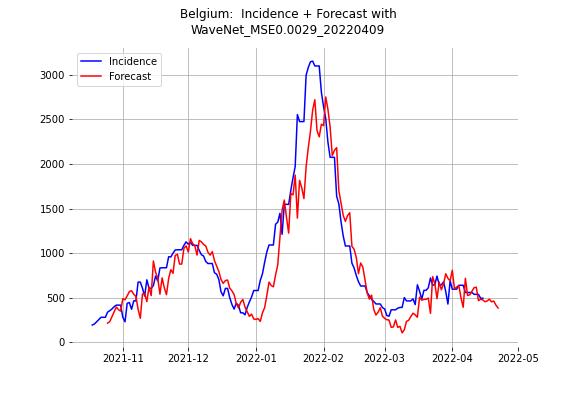 Belgium:  Incidence + Forecast with
WaveNet_MSE0.0029_20220409
Incidence
Forecast
3000
2500
2000
1500
1000
500
0
2021-11 2021-12 2022-01 2022-02 2022-03 2022-04 2022-05